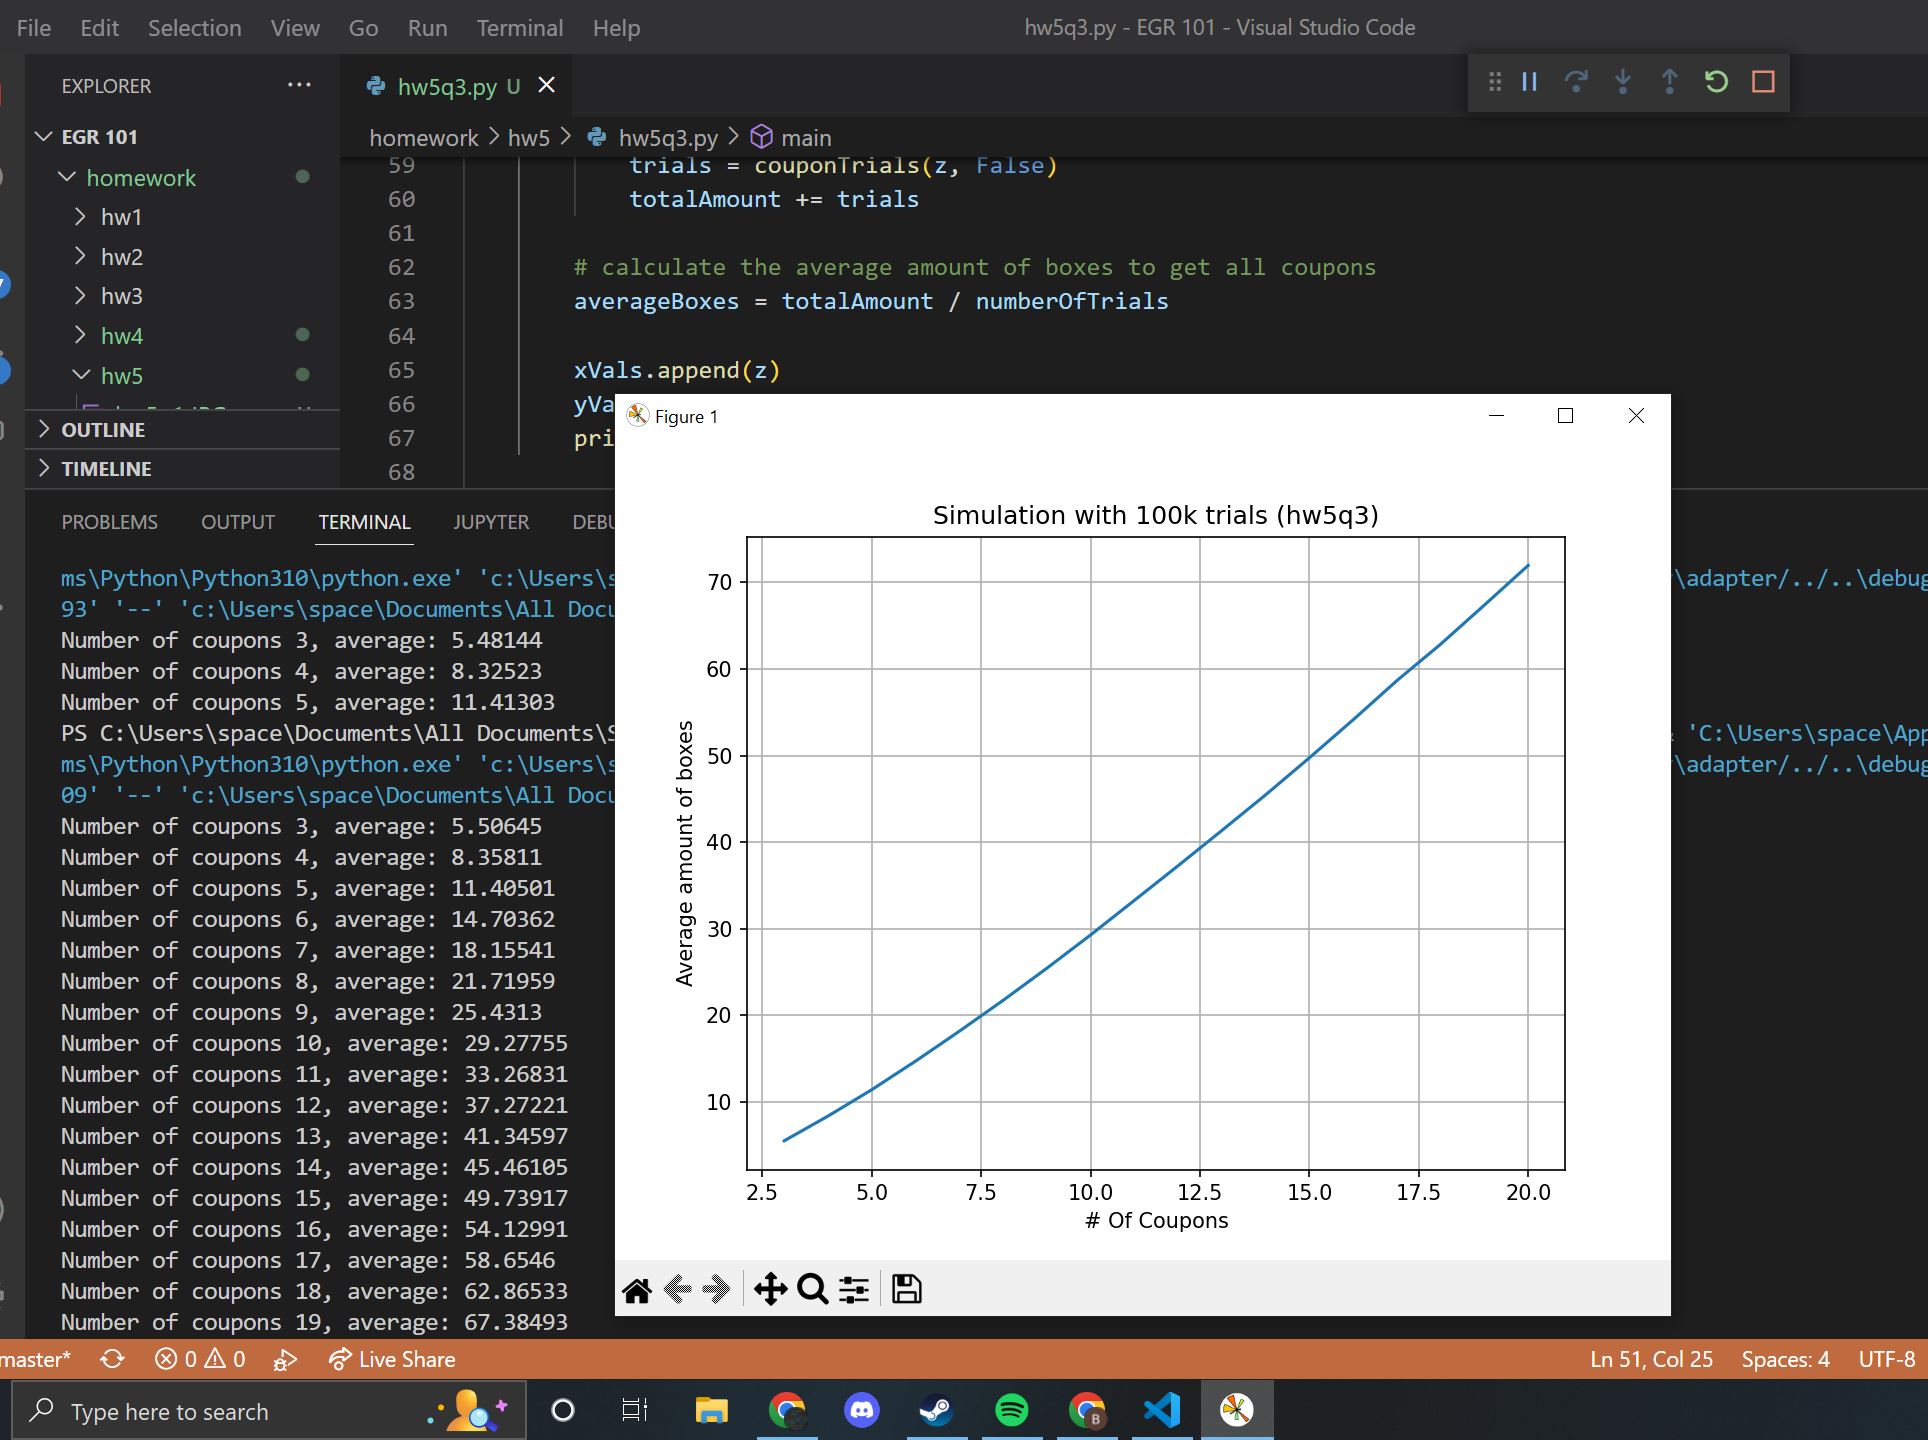 File Edit Selection View Go Run Terminal Help
hw5q3.py - EGR 101 - Visual Studio Code
EXPLORER
EGR 101
homework
hw1
hw2
hw3
hw4
hw5
OUTLINE
TIMELINE
hw5q3.py U
homework > hw5 > hw5q3.py > main
59 trials = couponTrials(z, False)
60 totalAmount += trials
61
62 # calculate the average amount of boxes to get all coupons
63 averageBoxes = totalAmount / numberOfTrials
64
65 xVals.append(z)
66 yVa
67 pri
68
PROBLEMS OUTPUT TERMINAL JUPYTER DEBU
ms\Python\Python310\python.exe' 'c:\Users\s \adapter/../..\debug
93' '--' 'c:\Users\space\Documents\All Docu
Number of coupons 3, average: 5.48144
Number of coupons 4, average: 8.32523
Number of coupons 5, average: 11.41303
PS C:\Users\space\Documents\All Documents\S 'C:\Users\space\App
ms\Python\Python310\python.exe' 'c:\Users\s \adapter/../..\debug
09' '--' 'c:\Users\space\Documents\All Docu
Number of coupons 3, average: 5.50645
Number of coupons 4, average: 8.35811
Number of coupons 5, average: 11.40501
Number of coupons 6, average: 14.70362
Number of coupons 7, average: 18.15541
Number of coupons 8, average: 21.71959
Number of coupons 9, average: 25.4313
Number of coupons 10, average: 29.27755
Number of coupons 11, average: 33.26831
Number of coupons 12, average: 37.27221
Number of coupons 13, average: 41.34597
Number of coupons 14, average: 45.46105
Number of coupons 15, average: 49.73917
Number of coupons 16, average: 54.12991
Number of coupons 17, average: 58.6546
Number of coupons 18, average: 62.86533
Number of coupons 19, average: 67.38493
Figure 1
Simulation with 100k trials (hw5q3)
Average amount of boxes
70
60
50
40
30
20
10
2.5 5.0 7.5 10.0 12.5 15.0 17.5 20.0
# Of Coupons
master* 0 0 Live Share
Ln 51, Col 25 Spaces: 4 UTF-8
Type here to search
B